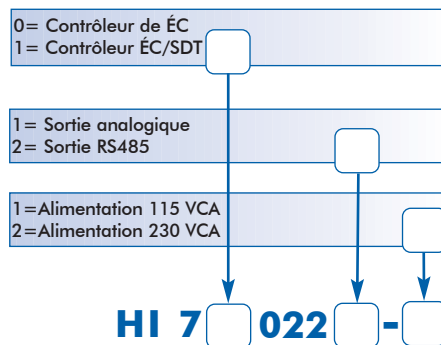 0= Contrôleur de ÉC
1= Contrôleur ÉC/SDT
1= Sortie analogique
2= Sortie RS485
1=Alimentation 115 VCA
2=Alimentation 230 VCA
HI 7 022 -